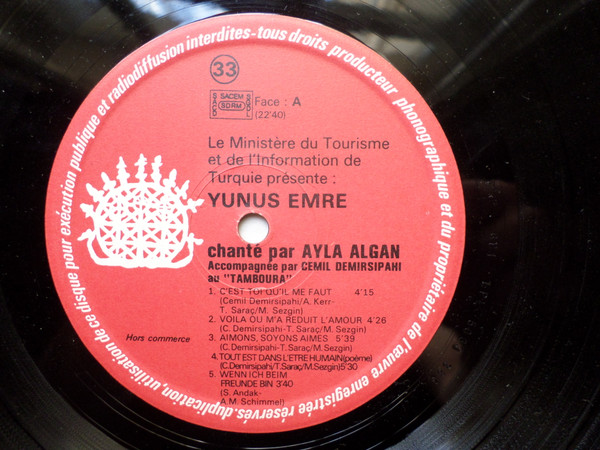 33
SACEM
SACD SDRM SGDL
Face : A
(22'40)
Le Ministère du Tourisme
et de l'Information de
Turquie présente :
YUNUS EMRE
chante par AYLA ALGAN
Accompagnée par CEMIL DEMIRSIPAHI
au "TAMBOURA"
1. C'EST TOI QU'IL ME FAUT 4'15
(Cemil Demirsipahi/A. Kerr-
T. Saraç/M. Sezgin)
2. VOILA OU M'A REDUIT L'AMOUR 4'26
(C. Demirsipahi-T. Saraç/M. Sezgin)
3. AIMONS, SOYONS AIMES 5'39
(C. Demirsipahi-T. Saraç/M. Sezgin)
4. TOUT EST DANS L'ETRE HUMAIN (poème)
(C. Demirsipahi/T. Saraç/M. Sezgin) 5'30
5. WENN ICH BEIM
FREUNDE BIN 3'40
(S. Andak-
A.M. Schimmel)
Hors commerce
tous droits du producteur phonographique et du propriétaire de l'œuvre enregistrée réservés. duplication, utilisation de ce disque pour exécution publique et radiodiffusion interdites-